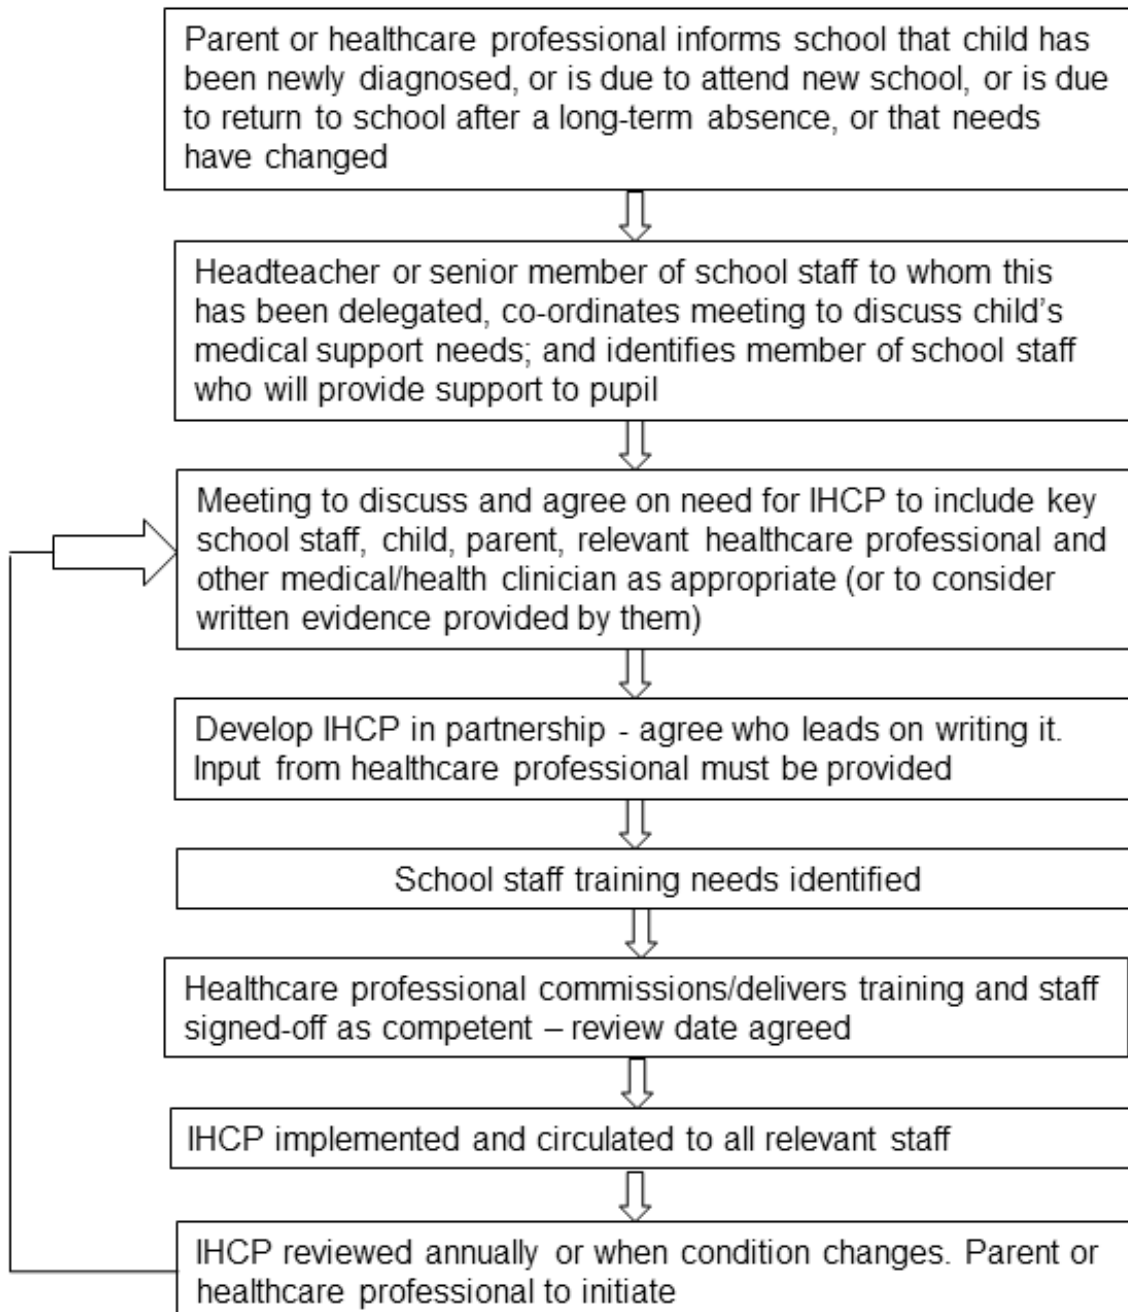 Parent or healthcare professional informs school that child has
been newly diagnosed, or is due to attend new school, or is due
to return to school after a long-term absence, or that needs
have changed
Headteacher or senior member of school staff to whom this
has been delegated, co-ordinates meeting to discuss child's
medical support needs; and identifies member of school staff
who will provide support to pupil
Meeting to discuss and agree on need for IHCP to include key
school staff, child, parent, relevant healthcare professional and
other medical/health clinician as appropriate (or to consider
written evidence provided by them)
Develop IHCP in partnership - agree who leads on writing it.
Input from healthcare professional must be provided
School staff training needs identified
Healthcare professional commissions/delivers training and staff
signed-off as competent – review date agreed
IHCP implemented and circulated to all relevant staff
IHCP reviewed annually or when condition changes. Parent or
healthcare professional to initiate